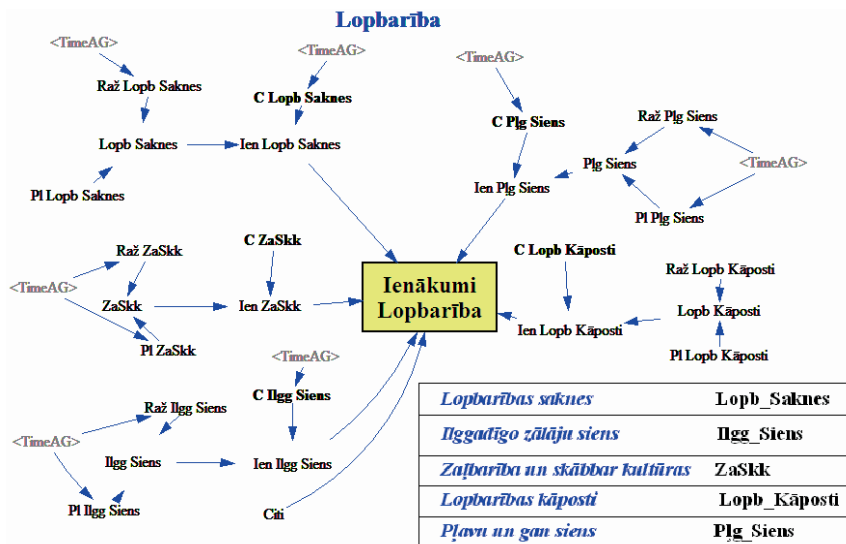 Lopbarība
<TimeAG>
Raž Lopb Saknes
Lopb Saknes
Pl Lopb Saknes
<TimeAG>
C Lopb Saknes
Ien Lopb Saknes
<TimeAG>
C Pļg Siens
Ien Plg Siens
Raž Plg Siens
Plg Siens
<TimeAG>
Pl Plg Siens
<TimeAG>
Raž ZaSkk
ZaSkk
Pl ZaSkk
C ZaSkk
Ien ZaSkk
Ienākumi
Lopbarība
C Lopb Kāposti
Ien Lopb Kāposti
Raž Lopb Kāposti
Lopb Kāposti
Pl Lopb Kāposti
<TimeAG>
C Ilgg Siens
Ien Ilgg Siens
Raž Ilgg Siens
<TimeAG>
Ilgg Siens
Pl Ilgg Siens
Citi
Lopbarības saknes Lopb_Saknes
Ilggadīgo zālāju siens Ilgg_Siens
Zaļbarība un skābbar kultūras ZaSkk
Lopbarības kāposti Lopb_Kāposti
Pļavu un gan siens Pļg_Siens